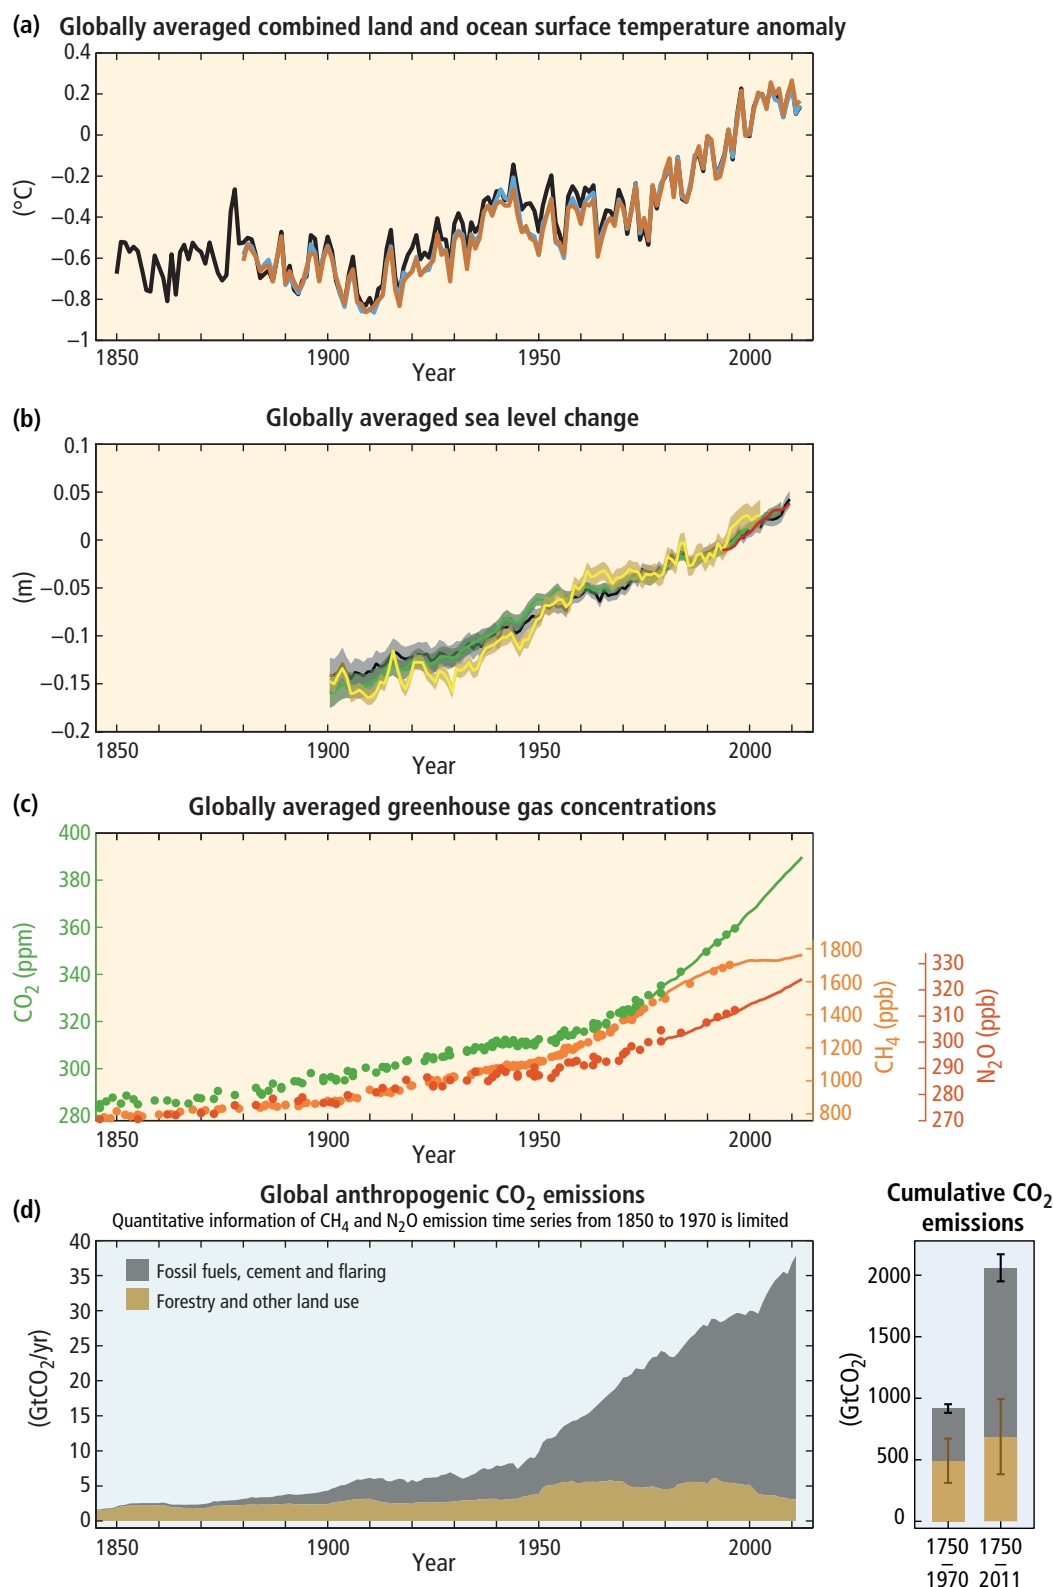 (a) Globally averaged combined land and ocean surface temperature anomaly
0.4
0.2
0
−0.2
−0.4
−0.6
−0.8
−1
(°C)
1850 1900 1950 2000
Year
(b) Globally averaged sea level change
0.1
0.05
0
−0.05
−0.1
−0.15
−0.2
(m)
1850 1900 1950 2000
Year
(c) Globally averaged greenhouse gas concentrations
400
380
360
340
320
300
280
CO₂ (ppm)
1800
1600
1400
1200
1000
800
CH₄ (ppb)
330
320
310
300
290
280
270
N₂O (ppb)
1850 1900 1950 2000
Year
(d) Global anthropogenic CO₂ emissions
Quantitative information of CH₄ and N₂O emission time series from 1850 to 1970 is limited
40
35
30
25
20
15
10
5
0
(GtCO₂/yr)
Fossil fuels, cement and flaring
Forestry and other land use
1850 1900 1950 2000
Year
Cumulative CO₂
emissions
2000
1500
1000
500
0
(GtCO₂)
1750 1750
– –
1970 2011